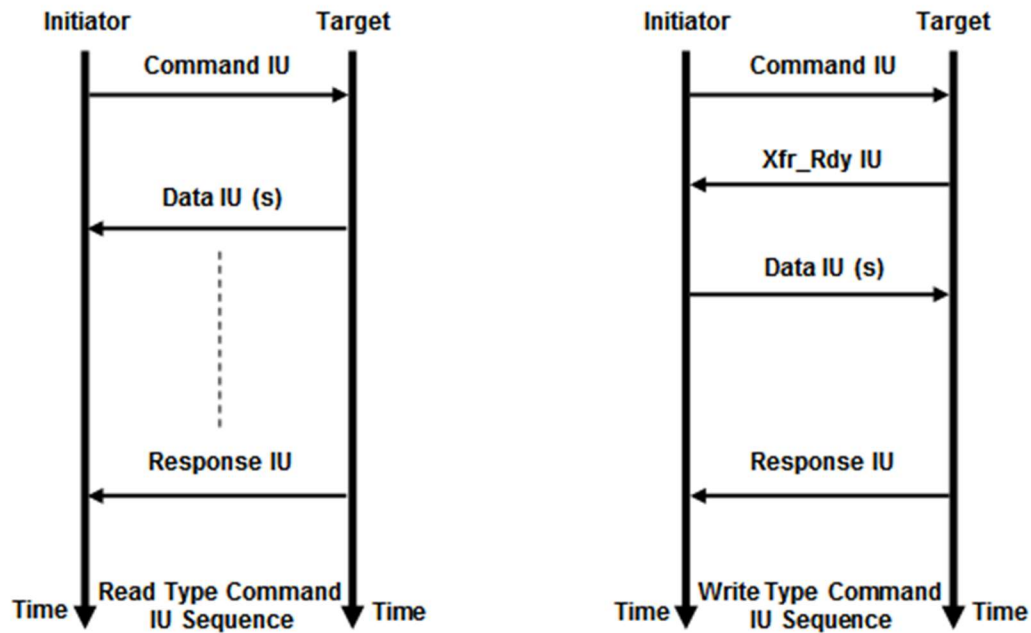 Initiator Target
Command IU
Data IU (s)
Response IU
Time Read Type Command Time
IU Sequence
Initiator Target
Command IU
Xfr_Rdy IU
Data IU (s)
Response IU
Time Write Type Command Time
IU Sequence